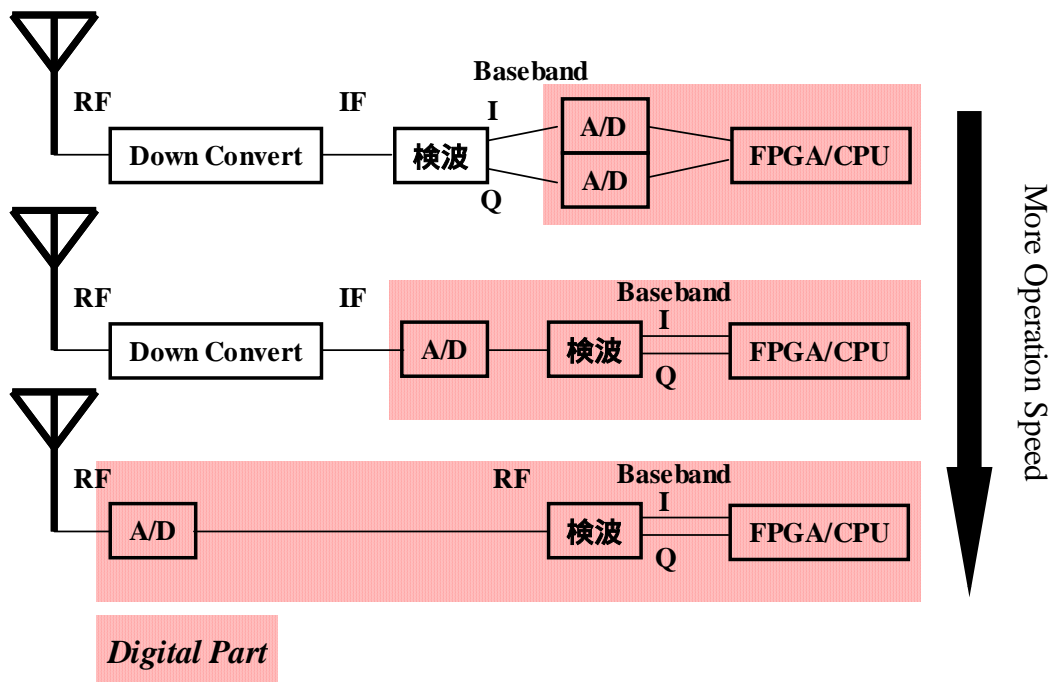 Baseband
RF
IF
I
Down Convert
検波
A/D
A/D
FPGA/CPU
Q
RF
IF
Baseband
I
Down Convert
A/D
検波
FPGA/CPU
Q
RF
RF
Baseband
I
A/D
検波
FPGA/CPU
Q
Digital Part
More Operation Speed